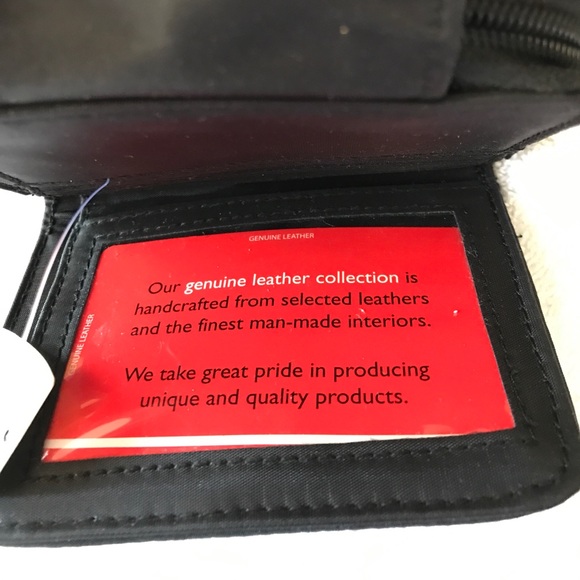 GENUINE LEATHER
Our genuine leather collection is
handcrafted from selected leathers
and the finest man-made interiors.
We take great pride in producing
unique and quality products.
GENUINE LEATHER